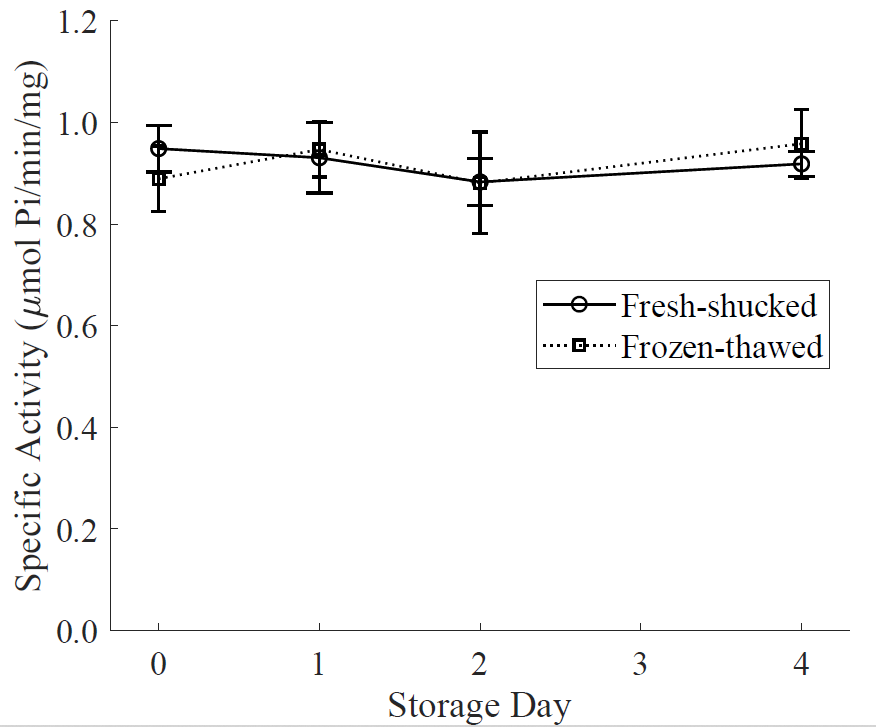 Specific Activity (μmol Pi/min/mg)
1.2
1.0
0.8
0.6
0.4
0.2
0.0
Fresh-shucked
Frozen-thawed
0 1 2 3 4
Storage Day